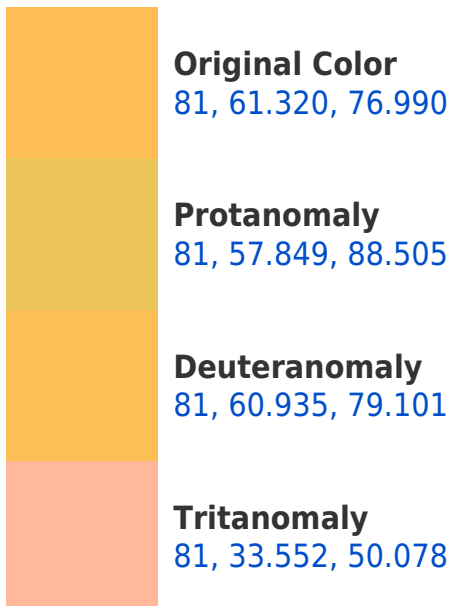 Original Color
81, 61.320, 76.990
Protanomaly
81, 57.849, 88.505
Deuteranomaly
81, 60.935, 79.101
Tritanomaly
81, 33.552, 50.078